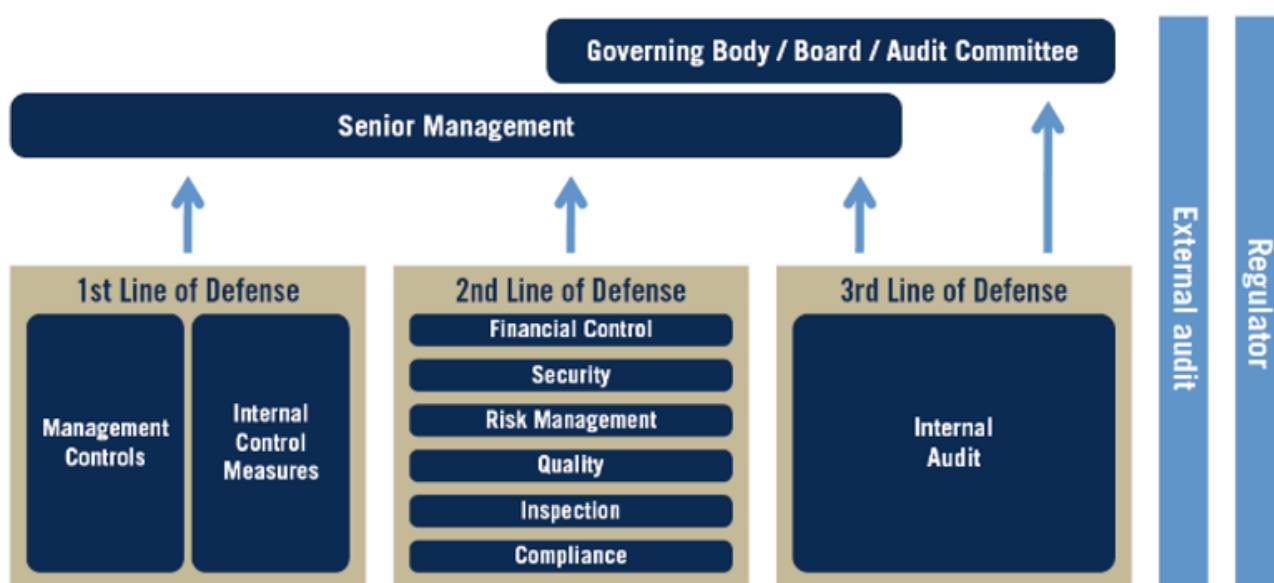 Governing Body / Board / Audit Committee
Senior Management
1st Line of Defense
Management
Controls
Internal
Control
Measures
2nd Line of Defense
Financial Control
Security
Risk Management
Quality
Inspection
Compliance
3rd Line of Defense
Internal
Audit
External audit
Regulator